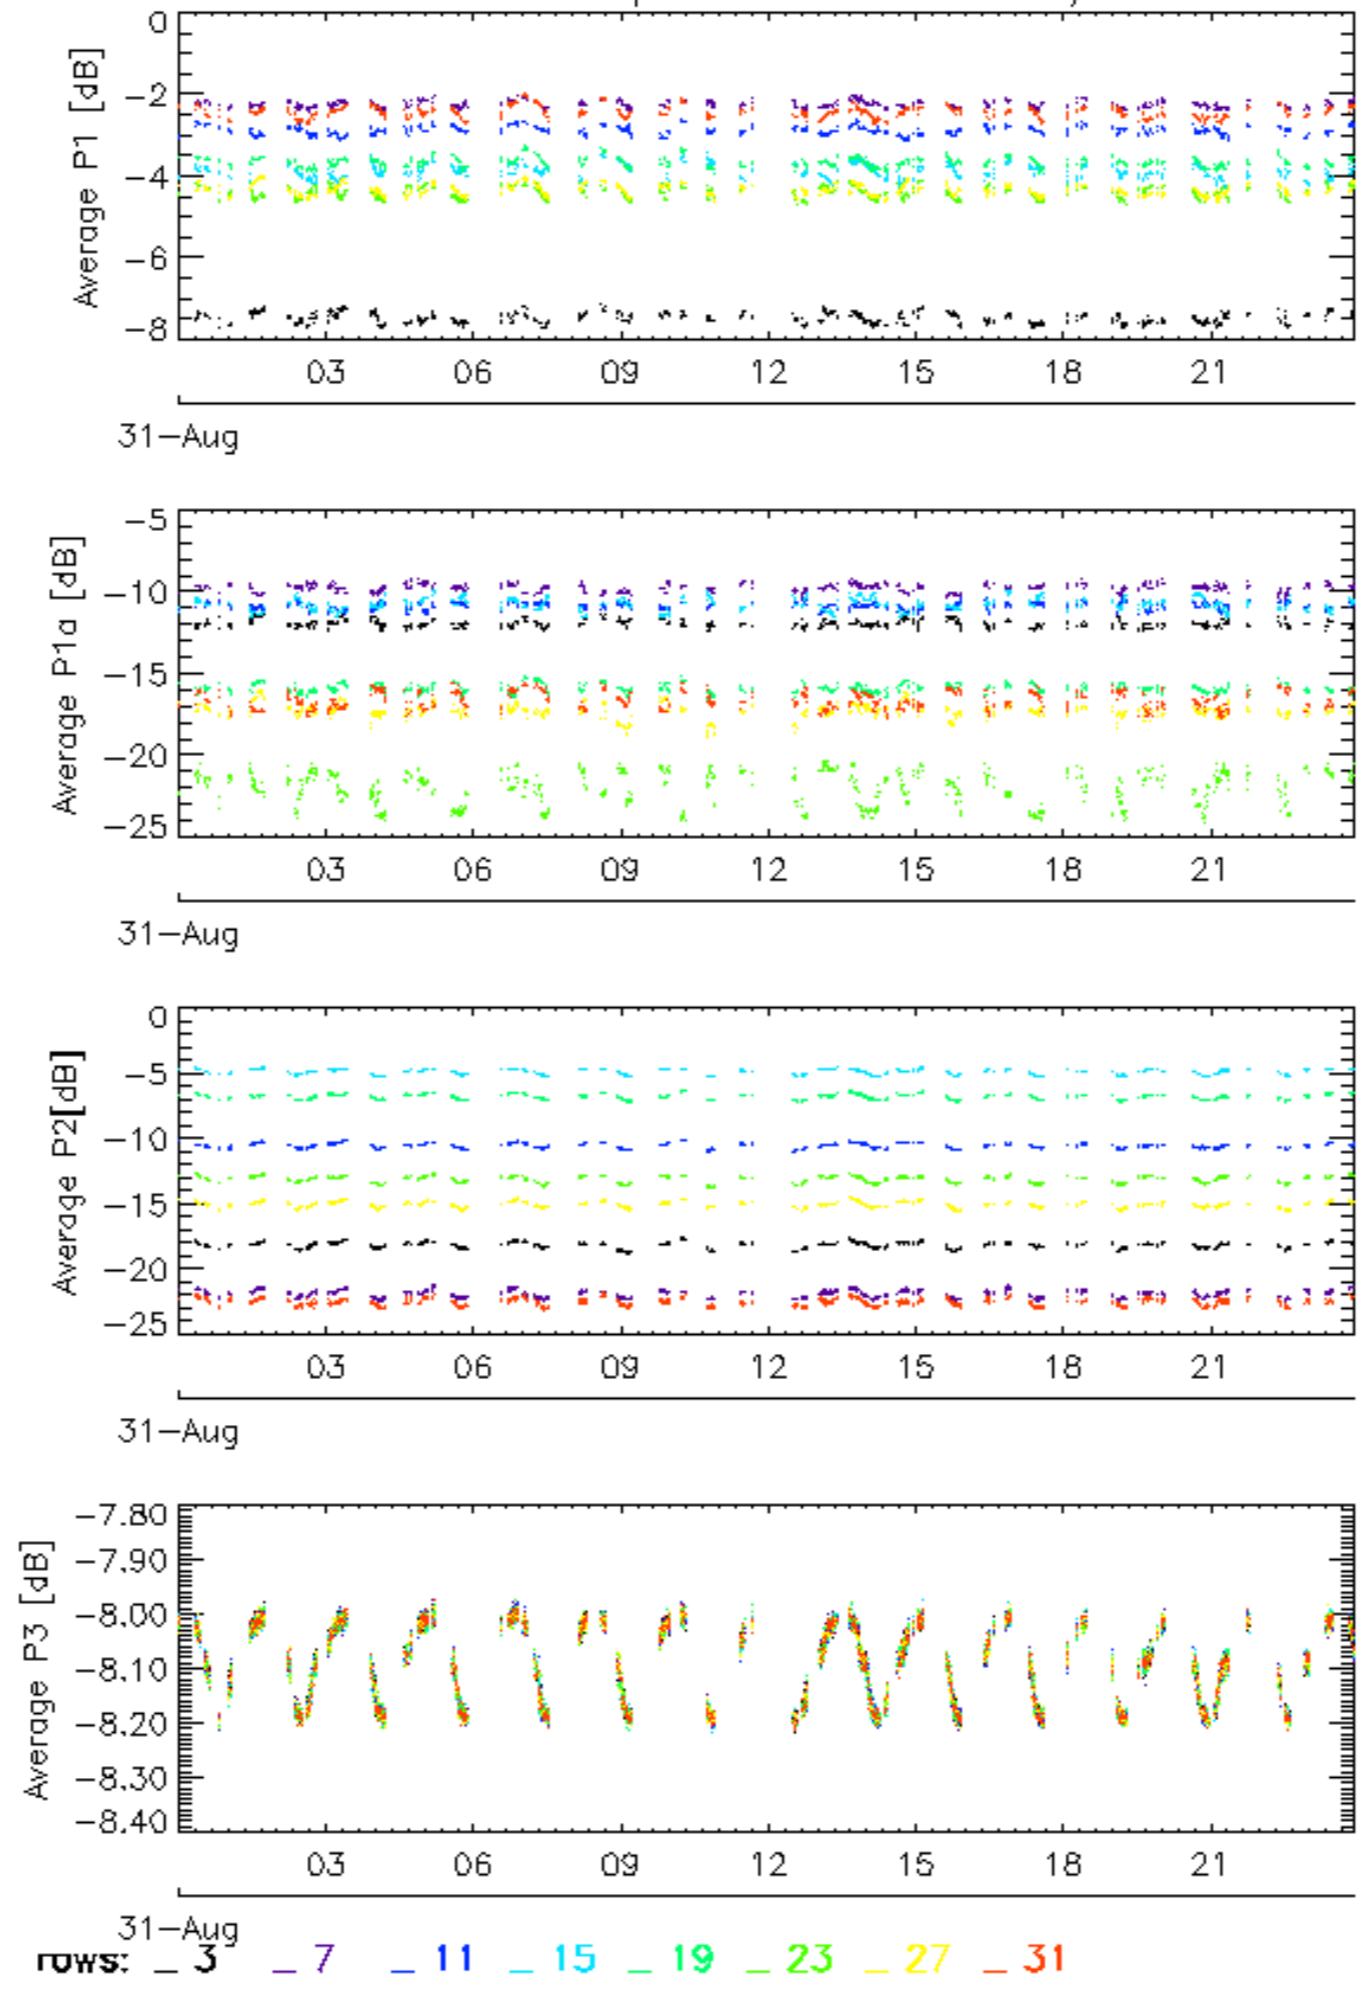 Average P1 [dB]
0
−2
−4
−6
−8
03 06 09 12 15 18 21
31−Aug
Average P1a [dB]
−5
−10
−15
−20
−25
03 06 09 12 15 18 21
31−Aug
Average P2[dB]
0
−5
−10
−15
−20
−25
03 06 09 12 15 18 21
31−Aug
Average P3 [dB]
−7.80
−7.90
−8.00
−8.10
−8.20
−8.30
−8.40
03 06 09 12 15 18 21
31−Aug
rows: _ 3 _ 7 _ 11 _ 15 _ 19 _ 23 _ 27 _ 31